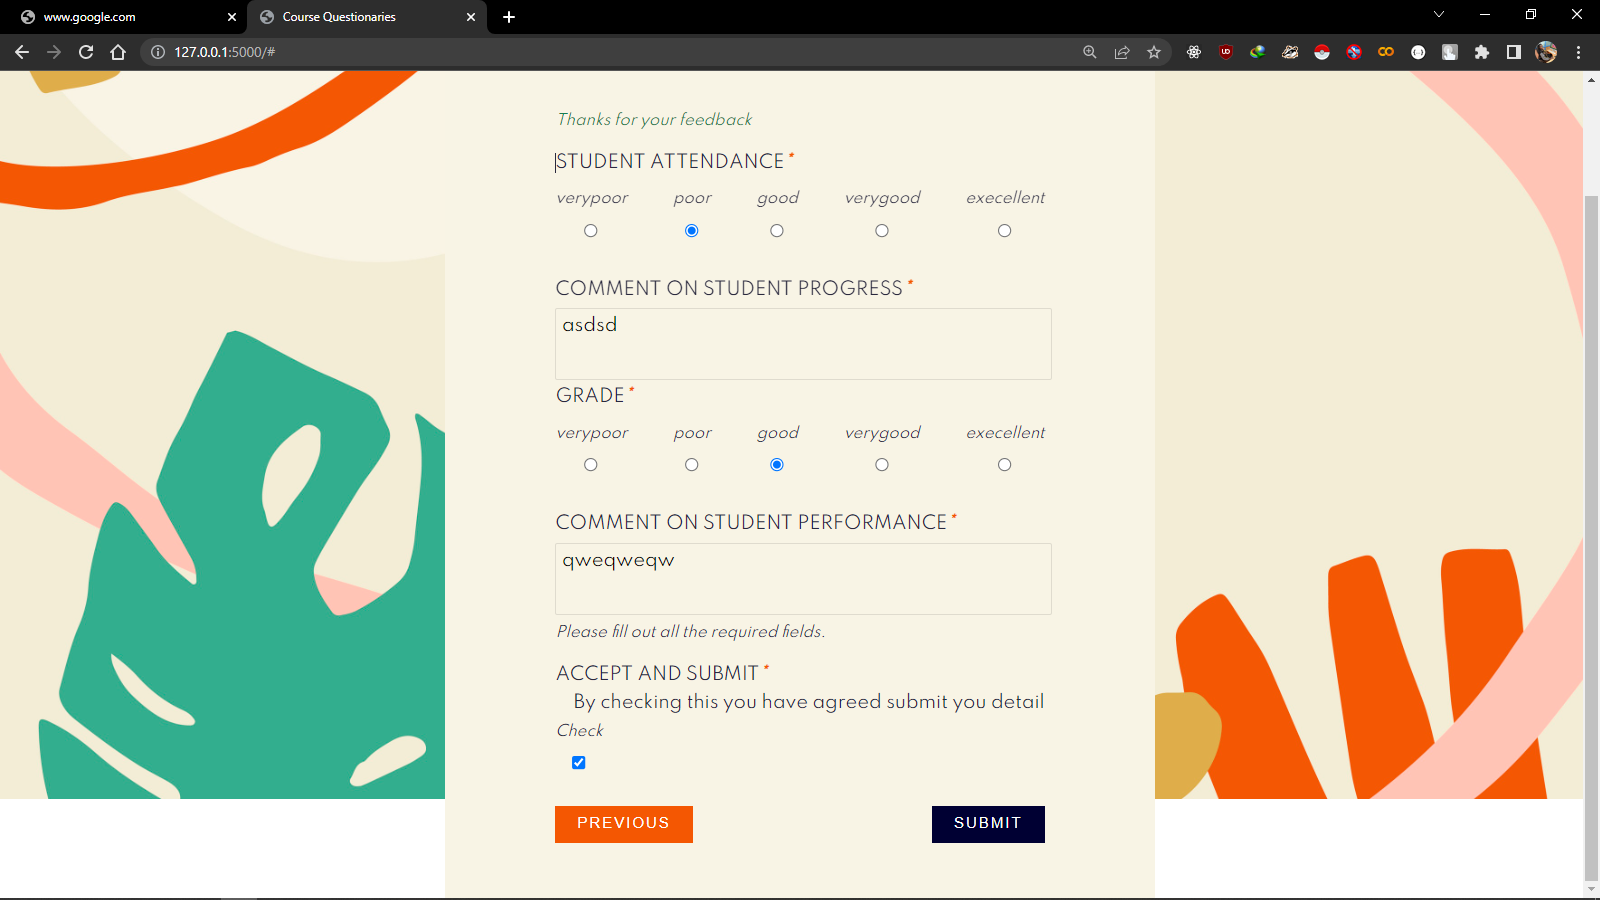 www.google.com
Course Questionaries
127.0.0.1:5000/#
Thanks for your feedback
STUDENT ATTENDANCE *
verypoor poor good verygood execellent
COMMENT ON STUDENT PROGRESS *
asdsd
GRADE *
verypoor poor good verygood execellent
COMMENT ON STUDENT PERFORMANCE *
qweqweqw
Please fill out all the required fields.
ACCEPT AND SUBMIT *
By checking this you have agreed submit you detail
Check
PREVIOUS SUBMIT